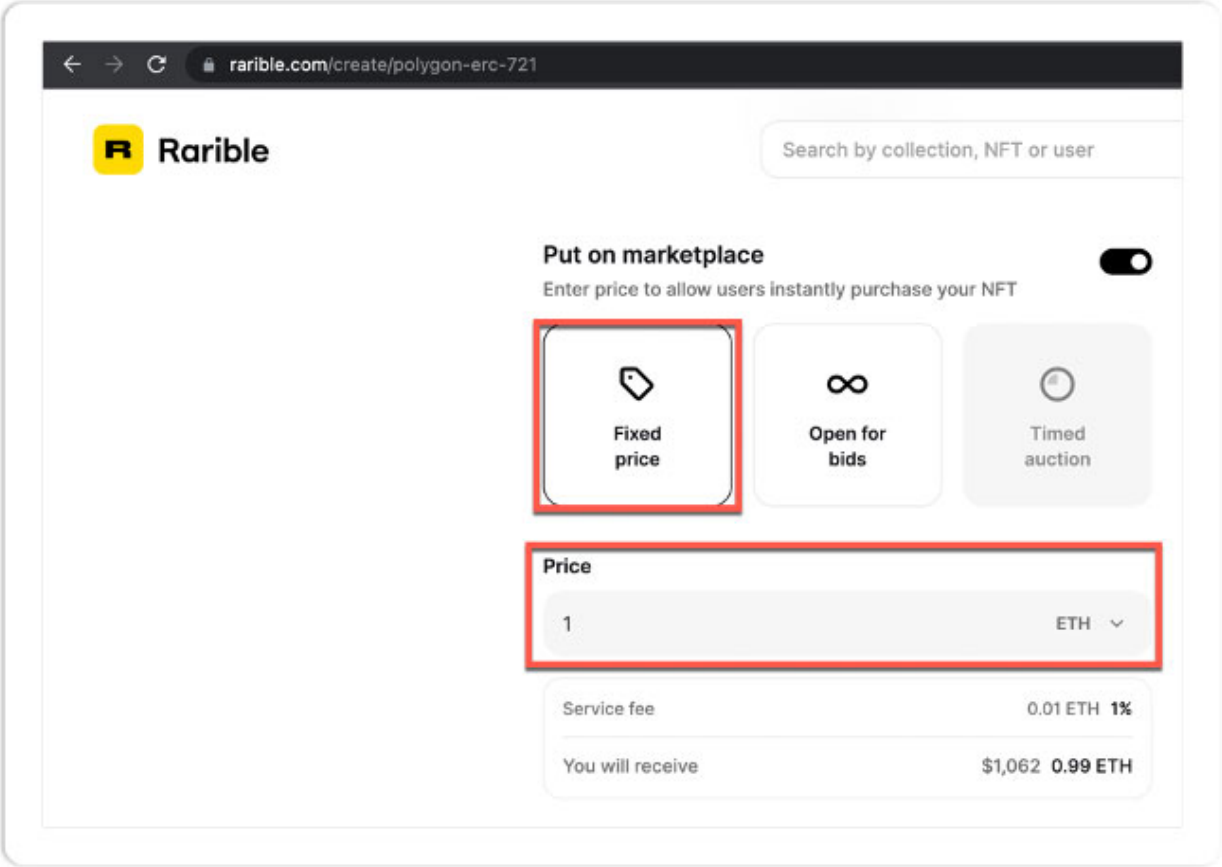 rarible.com/create/polygon-erc-721
R Rarible
Search by collection, NFT or user
Put on marketplace
Enter price to allow users instantly purchase your NFT
Fixed
price
Open for
bids
Timed
auction
Price
1 ETH
Service fee 0.01 ETH 1%
You will receive $1,062 0.99 ETH